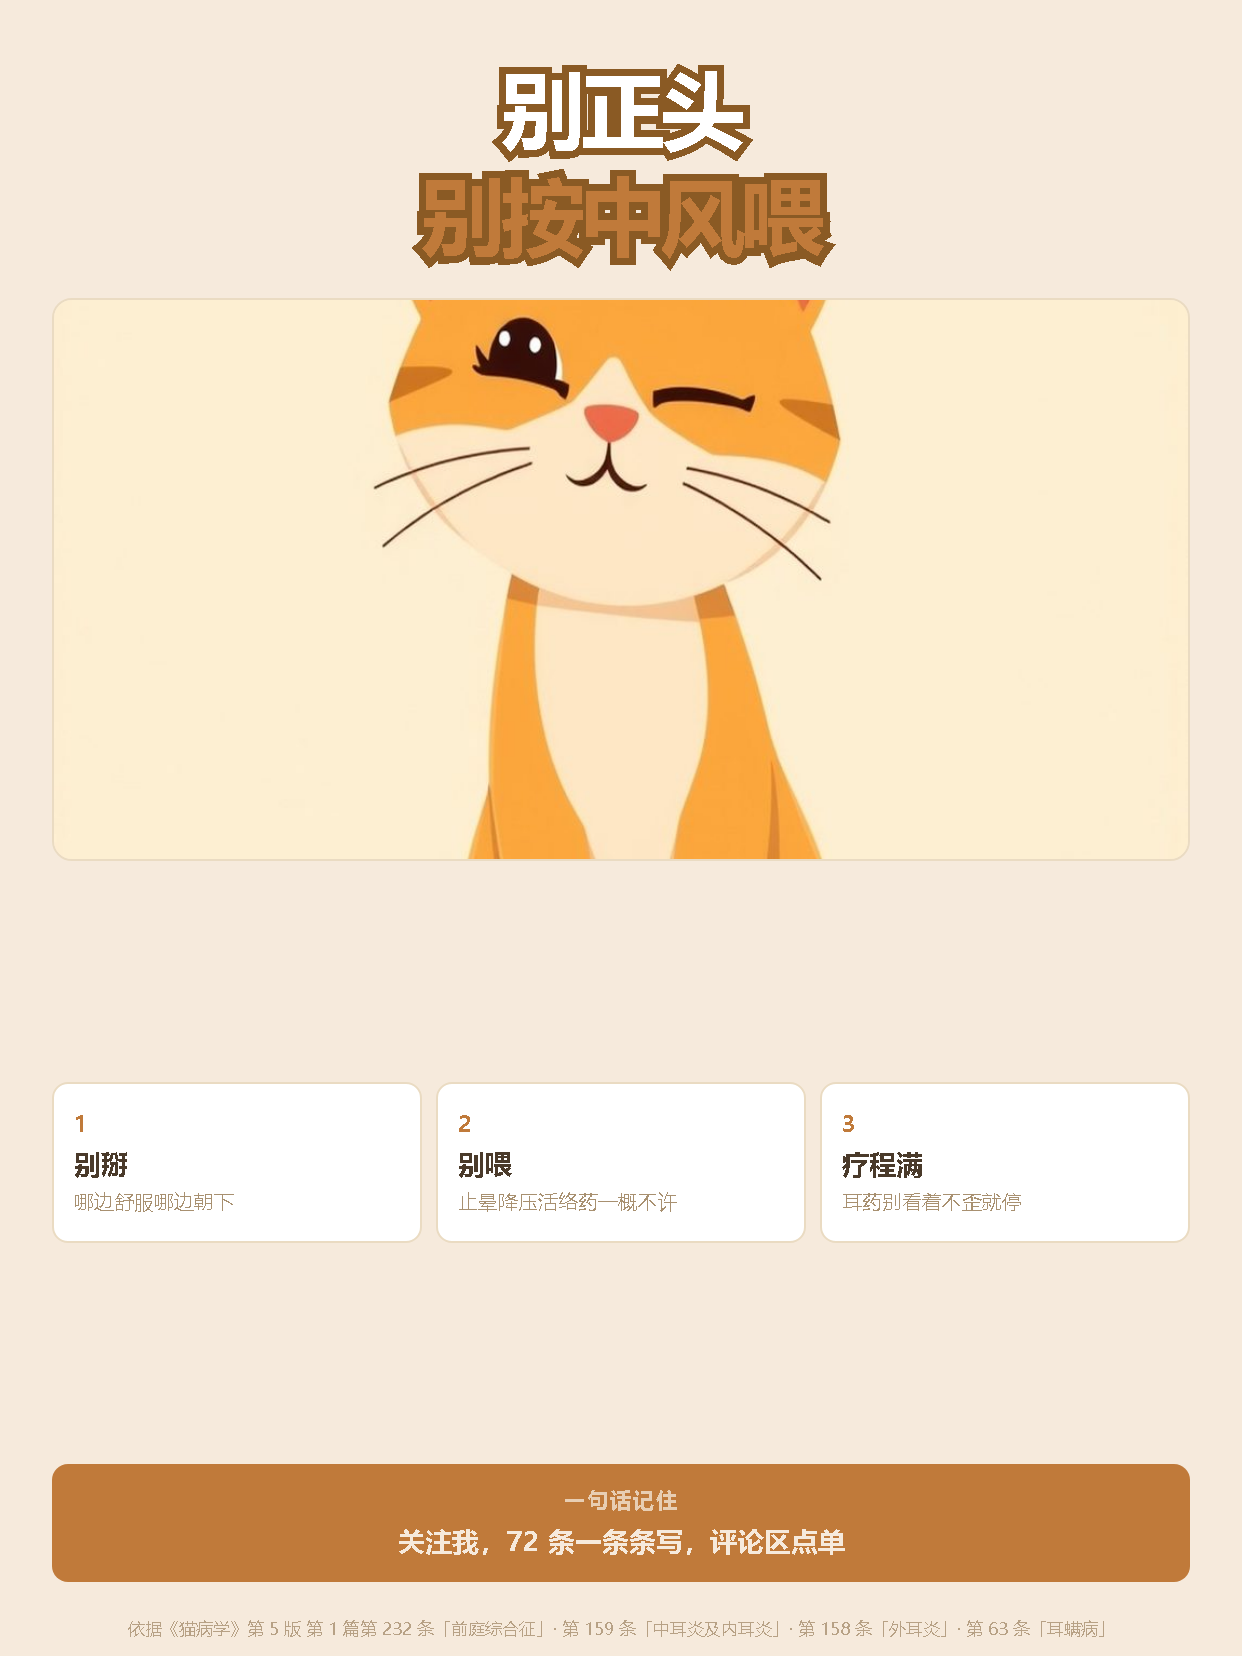 别正头
别按中风喂
1
别掰
哪边舒服哪边朝下
2
别喂
止晕降压活络药一概不许
3
疗程满
耳药别看着不歪就停
一句话记住
关注我，72 条一条条写，评论区点单
依据《猫病学》第 5 版 第 1 篇第 232 条「前庭综合征」· 第 159 条「中耳炎及内耳炎」· 第 158 条「外耳炎」· 第 63 条「耳螨病」